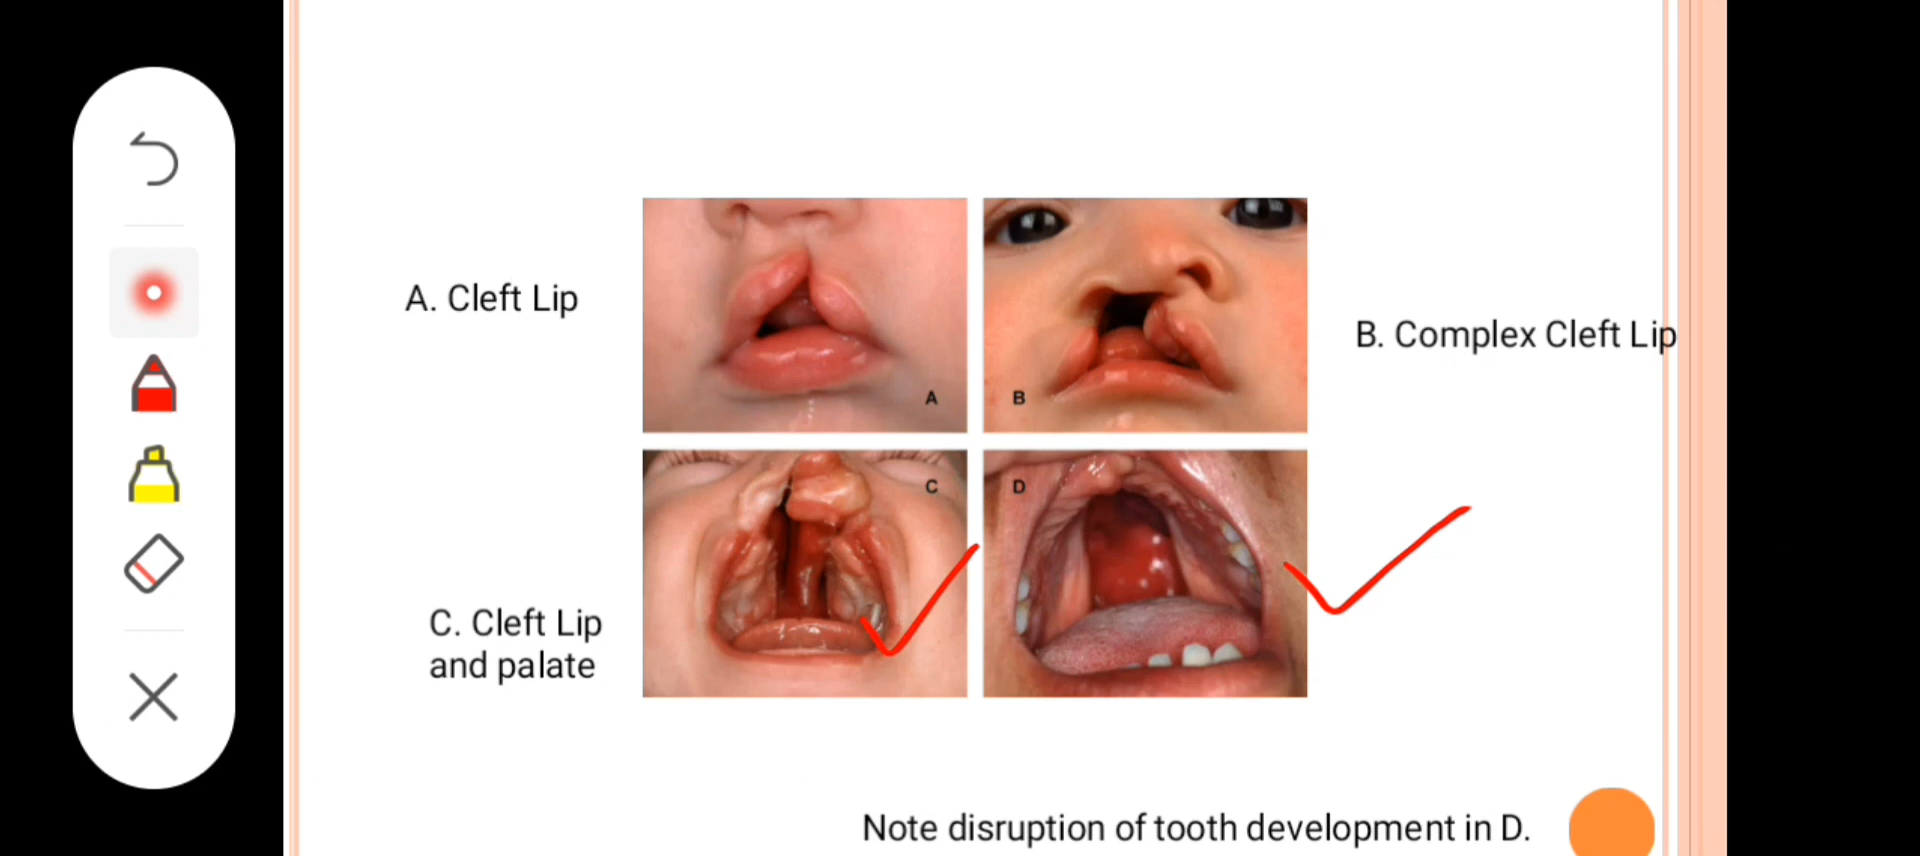 A. Cleft Lip
A
B
B. Complex Cleft Lip
C
D
C. Cleft Lip
and palate
Note disruption of tooth development in D.